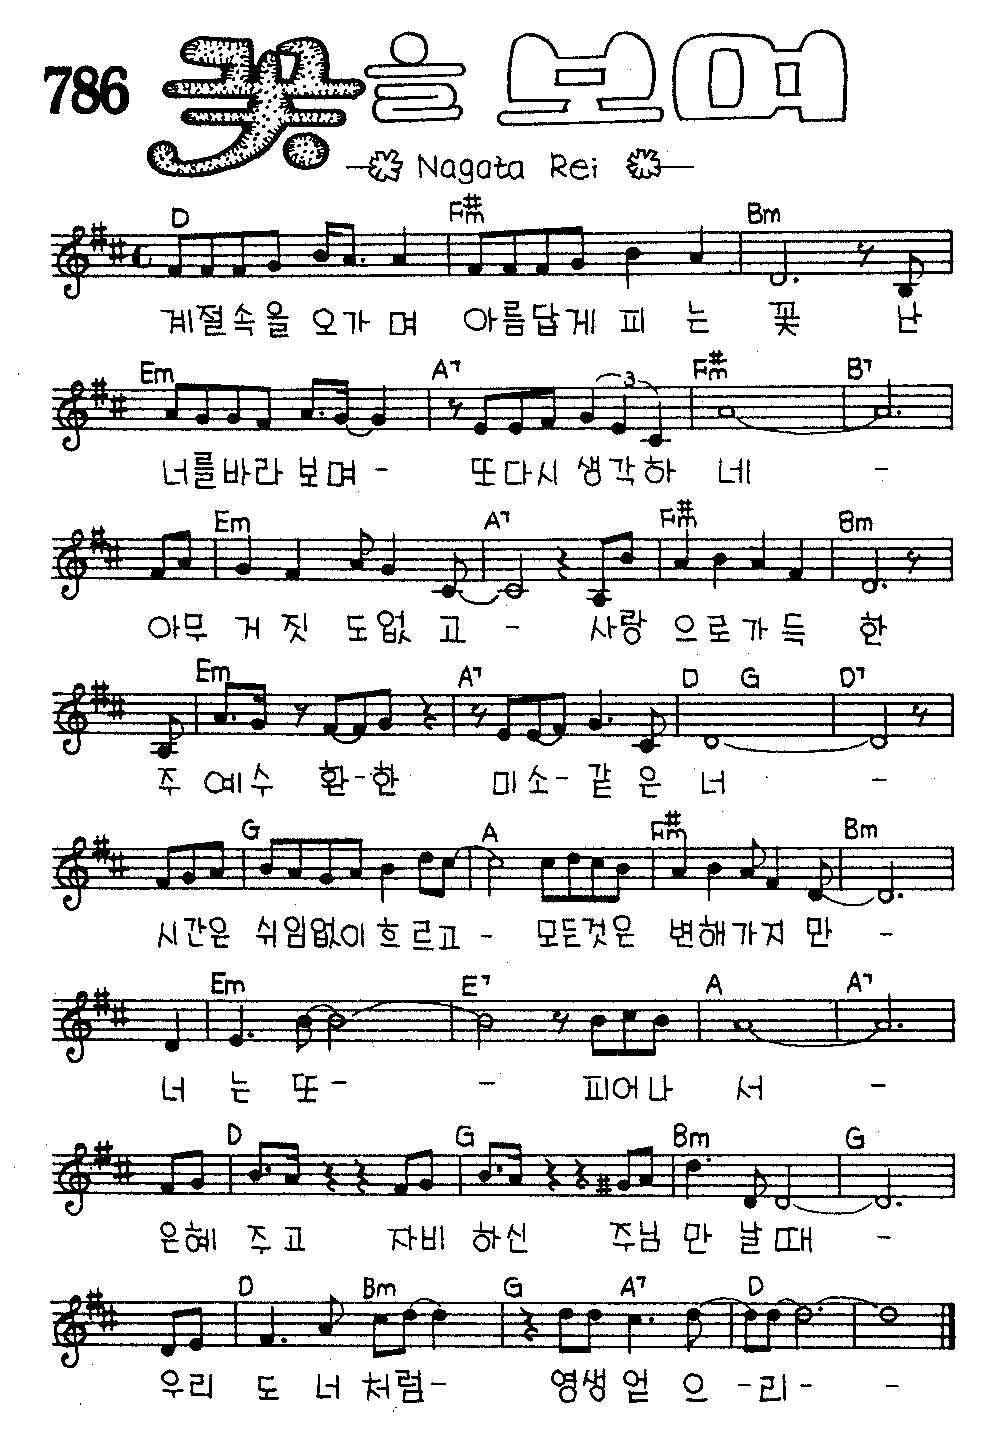 786 꽃을 보며
Nagata Rei
D F#m Bm
계절속을 오가 며 아름답게 피 는 꽃 난
Em A7 3 F#m B7
너를바라 보며 - 또다시 생각하 네 -
Em A7 F#m Bm
아무 거 짓 도없 고 - 사랑 으로가 득 한
Em A7 D G D7
주 예수 환-한 미소- 같 은 너 -
G A F#m Bm
시간은 쉬임없이 흐르고 - 모든것은 변해가지 만 -
Em E7 A A7
너 는 또 - - 피어나 서 -
D G Bm G
은혜 주고 자비 하신 주님 만 날때 -
D Bm G A7 D
우리 도 너 처럼- 영생 얻 으 -리- -